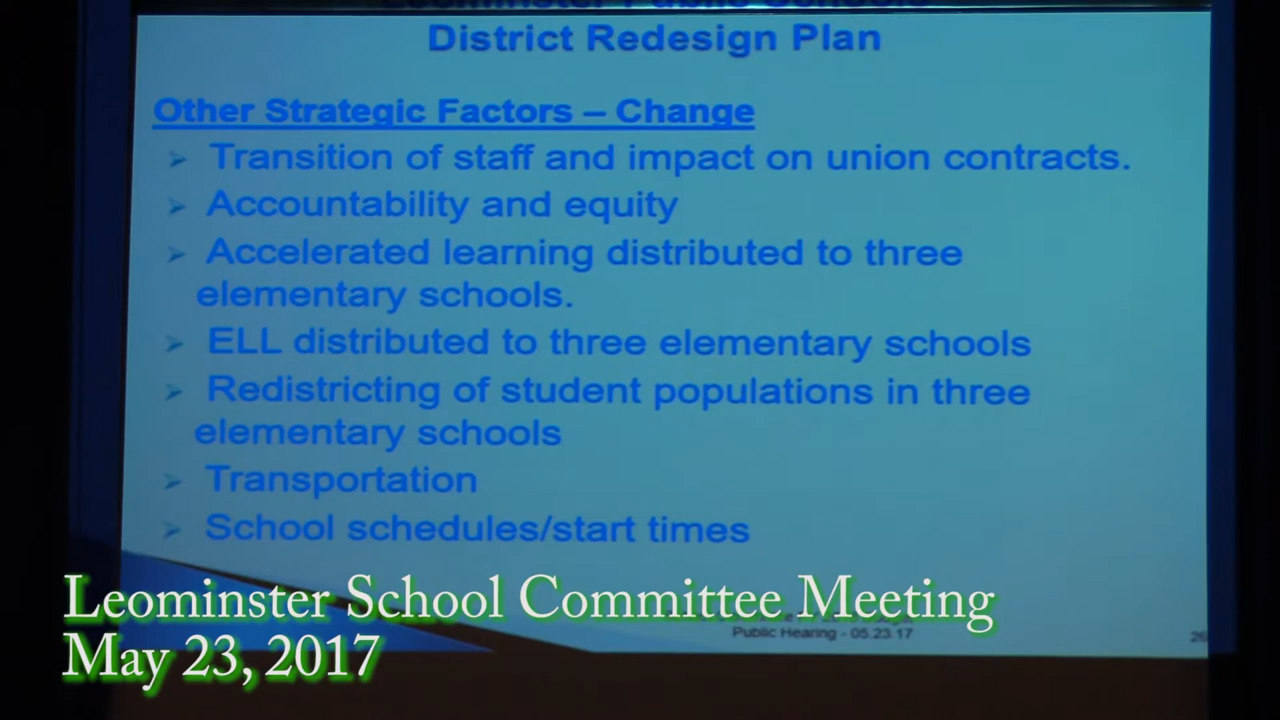 District Redesign Plan
Other Strategic Factors – Change
➢ Transition of staff and impact on union contracts.
➢ Accountability and equity
➢ Accelerated learning distributed to three
elementary schools.
➢ ELL distributed to three elementary schools
➢ Redistricting of student populations in three
elementary schools
➢ Transportation
➢ School schedules/start times
Leominster School Committee Meeting
May 23, 2017
Public Hearing - 05.23.17
26